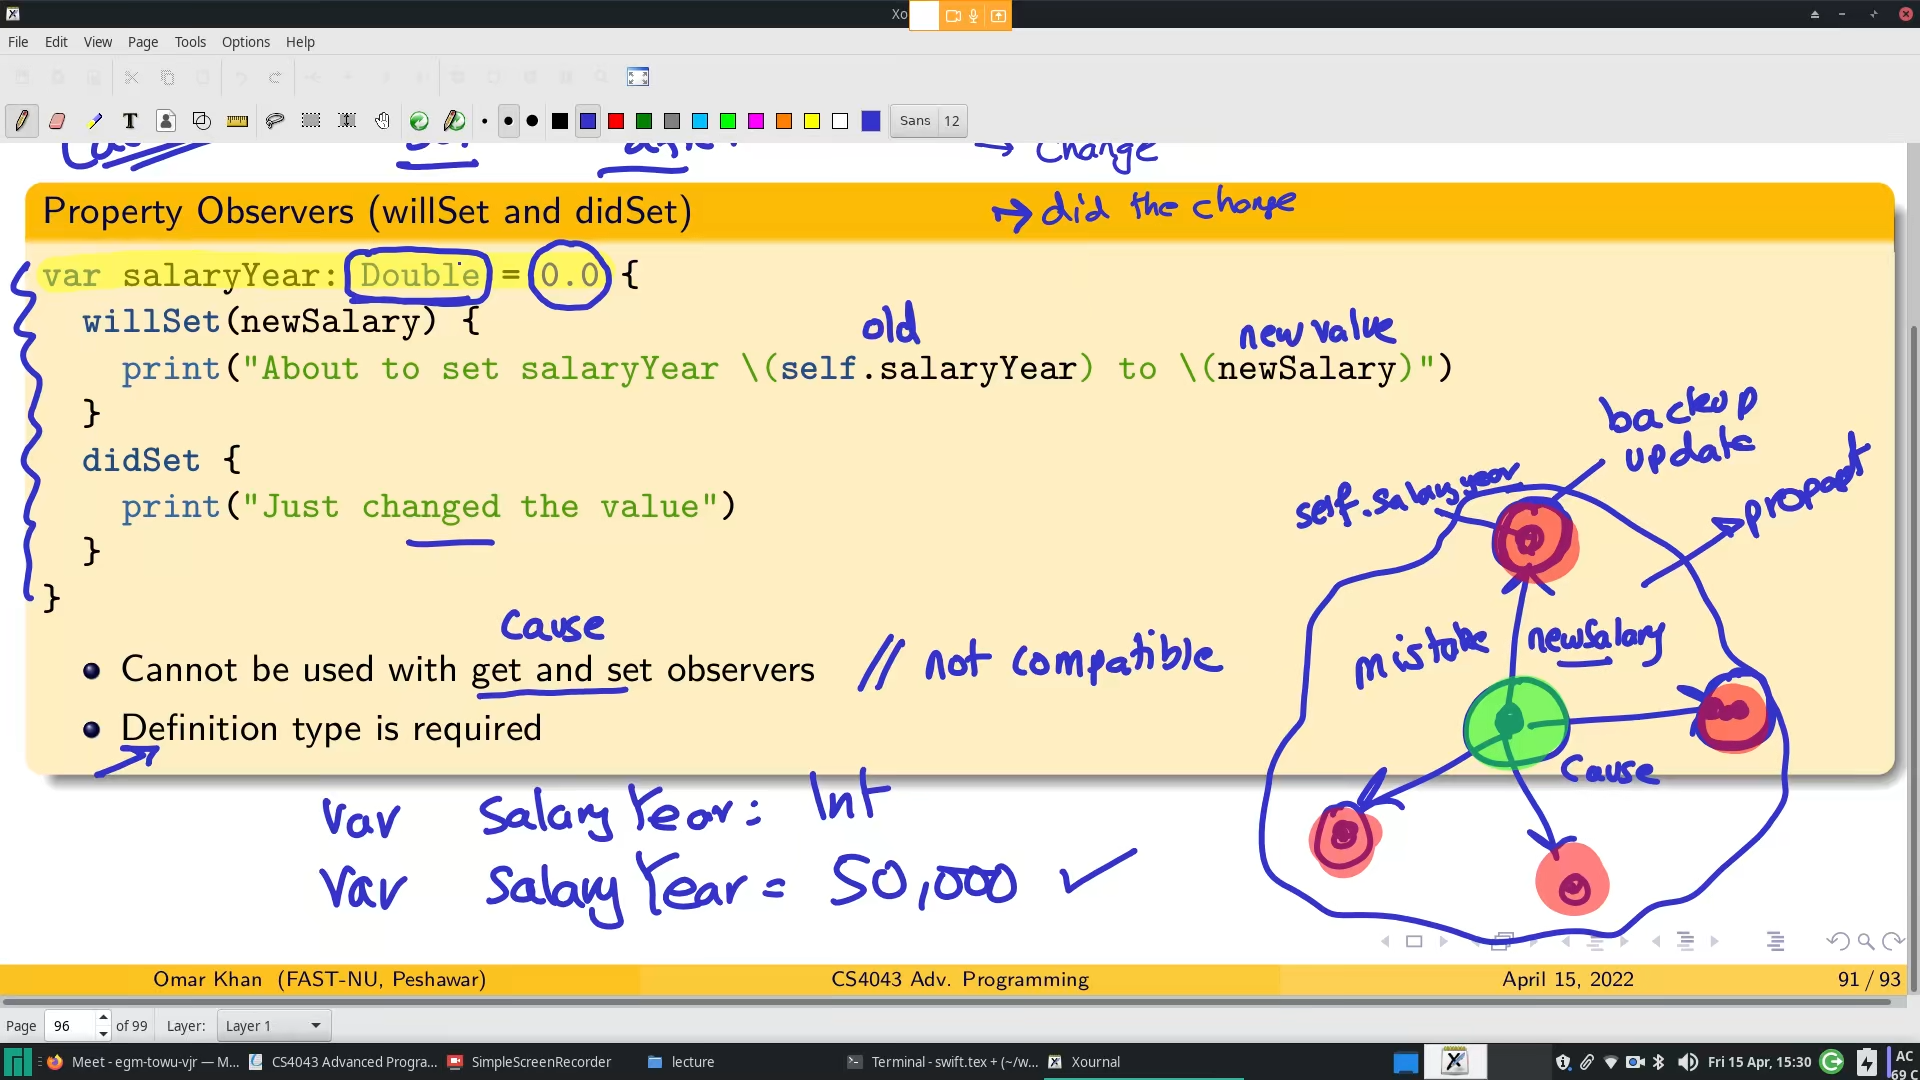 Xo
File Edit View Page Tools Options Help
T Sans 12
change
Property Observers (willSet and didSet) → did the change
var salaryYear: Double = 0.0 {
willSet(newSalary) {
old new value
print("About to set salaryYear \(self.salaryYear) to \(newSalary)")
}
backup
update
didSet {
self.salaryyear
print("Just changed the value")
}
}
cause
mistake newsalary
Cannot be used with get and set observers // not compatible
Definition type is required
cause
var salaryYear: Int
var salaryYear = 50,000 ✓
Omar Khan (FAST-NU, Peshawar) CS4043 Adv. Programming April 15, 2022 91 / 93
Page 96 of 99 Layer: Layer 1
Meet - egm-towu-vjr — M... CS4043 Advanced Progra... SimpleScreenRecorder lecture Terminal - swift.tex + (~/w... Xournal Fri 15 Apr, 15:30 AC
69 C